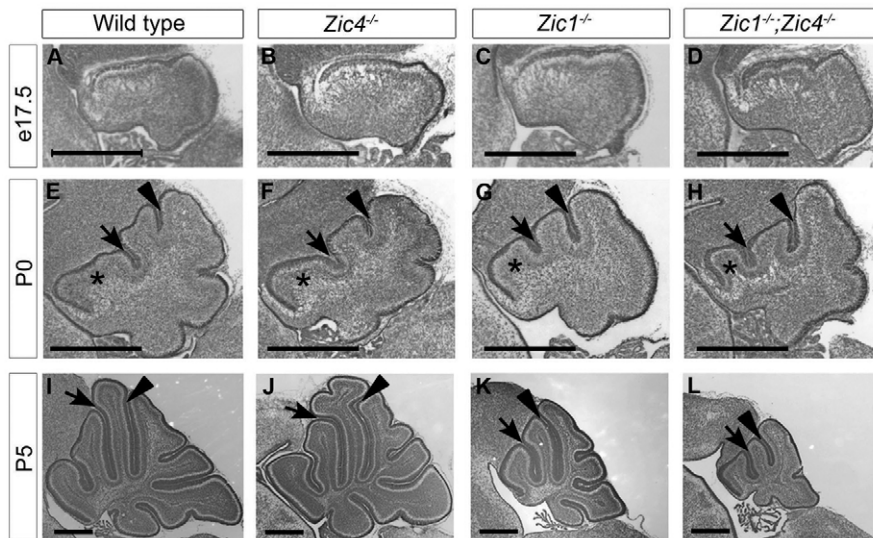 Wild type
Zic4-/-
Zic1-/-
Zic1-/-;Zic4-/-
e17.5
A
B
C
D
P0
E
F
G
H
*
*
*
*
P5
I
J
K
L